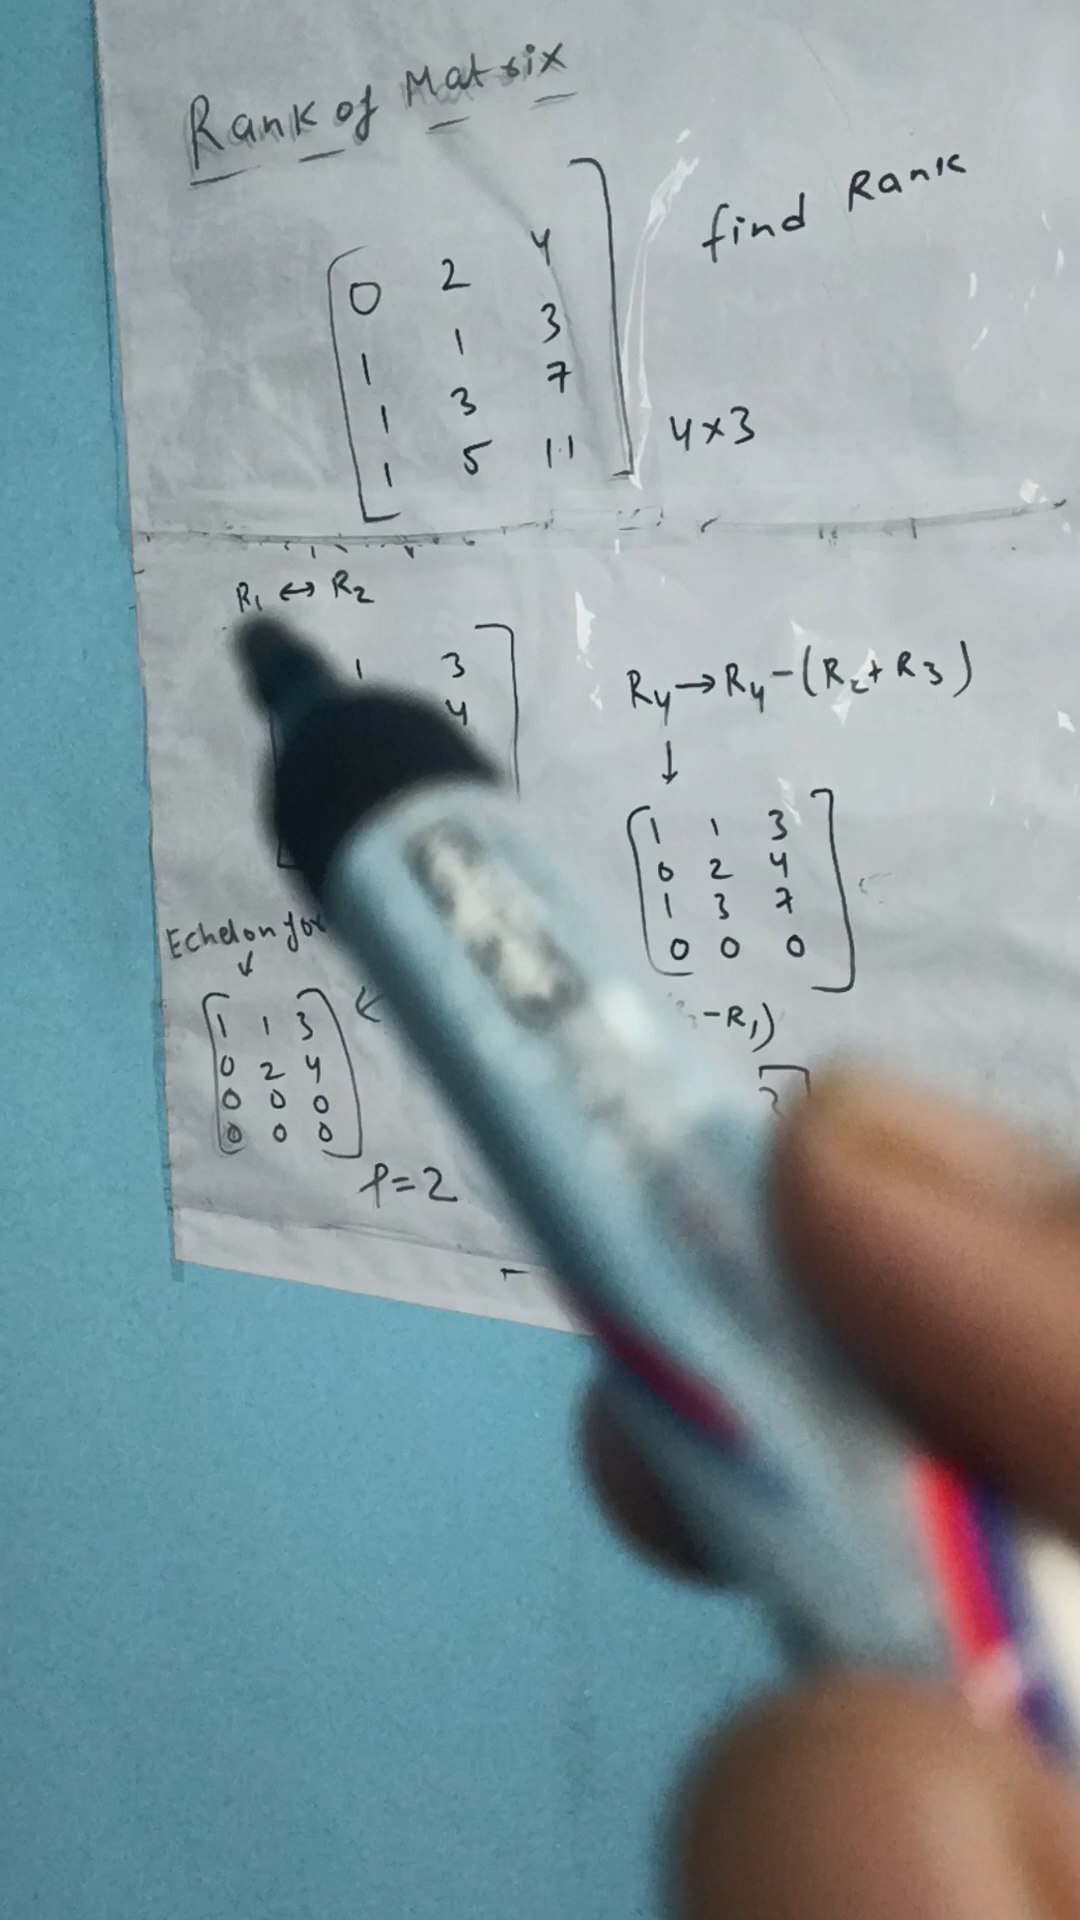 Rank of Matrix
find Rank
0 2 4
1 1 3
1 3 7
1 5 11
4×3
R1 ↔ R2
1 3
4
R4→R4-(R2+R3)
↓
1 1 3
0 2 4
1 3 7
0 0 0
-R1)
Echelon for
↓
←
1 1 3
0 2 4
0 0 0
0 0 0
ρ=2